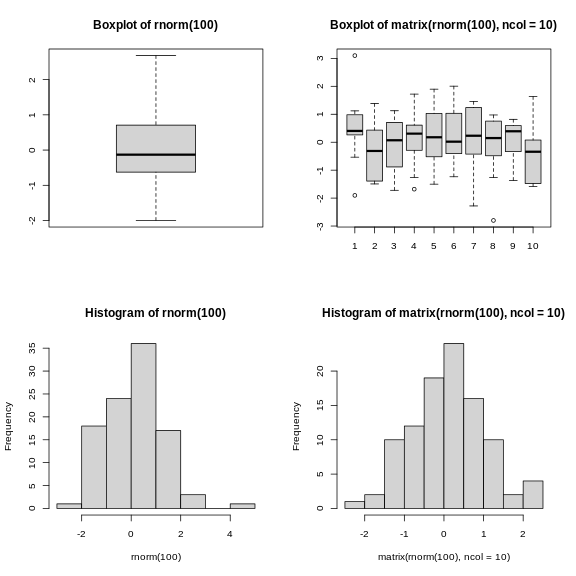 Boxplot of rnorm(100)
2
1
0
-1
-2
Boxplot of matrix(rnorm(100), ncol = 10)
3
2
1
0
-1
-2
-3
1 2 3 4 5 6 7 8 9 10
Histogram of rnorm(100)
Frequency
35
30
25
20
15
10
5
0
-2 0 2 4
rnorm(100)
Histogram of matrix(rnorm(100), ncol = 10)
Frequency
20
15
10
5
0
-2 -1 0 1 2
matrix(rnorm(100), ncol = 10)